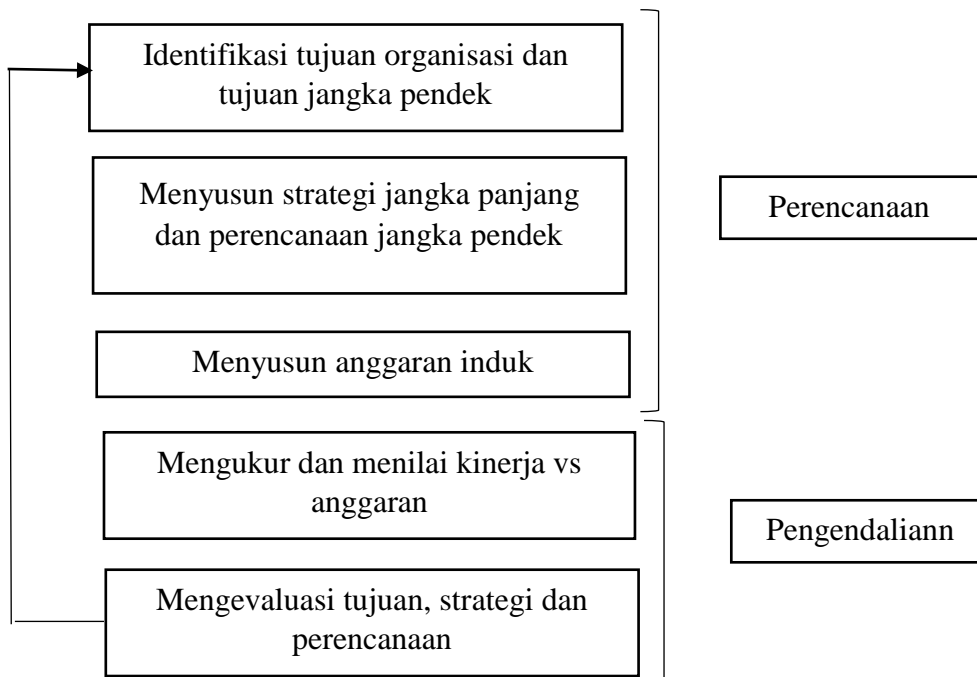 Identifikasi tujuan organisasi dan
tujuan jangka pendek
Menyusun strategi jangka panjang
dan perencanaan jangka pendek
Perencanaan
Menyusun anggaran induk
Mengukur dan menilai kinerja vs
anggaran
Pengendaliann
Mengevaluasi tujuan, strategi dan
perencanaan